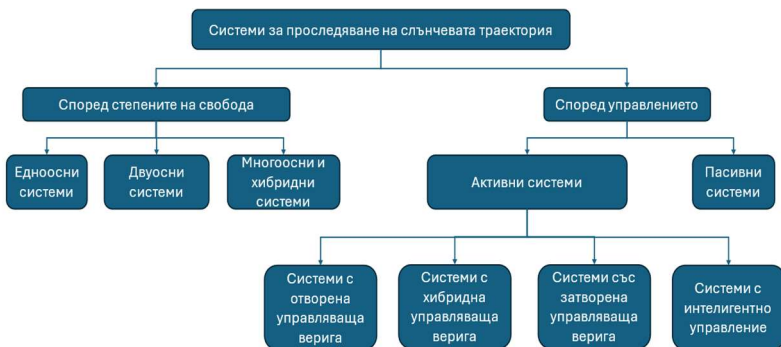 Системи за проследяване на слънчевата траектория
Според степените на свобода
Според управлението
Едноосни
системи
Двуосни
системи
Многоосни и
хибридни
системи
Активни системи
Пасивни
системи
Системи с
отворена
управляваща
верига
Системи с
хибридна
управляваща
верига
Системи със
затворена
управляваща
верига
Системи с
интелигентно
управление